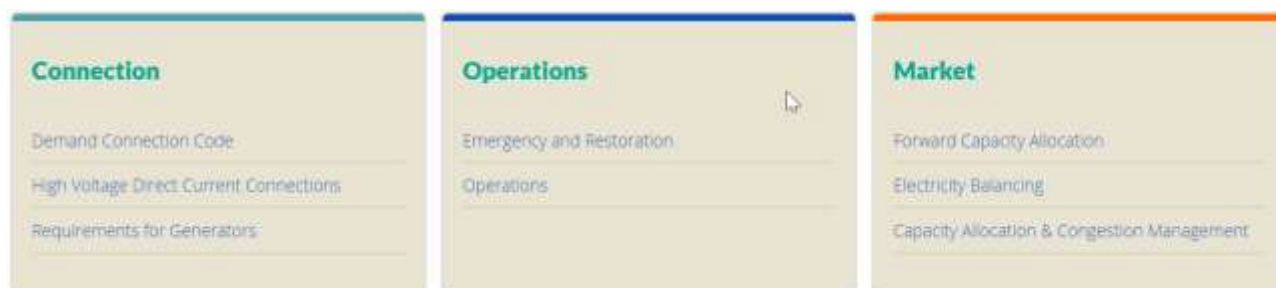 Connection
Demand Connection Code
High Voltage Direct Current Connections
Requirements for Generators
Operations
Emergency and Restoration
Operations
Market
Forward Capacity Allocation
Electricity Balancing
Capacity Allocation & Congestion Management